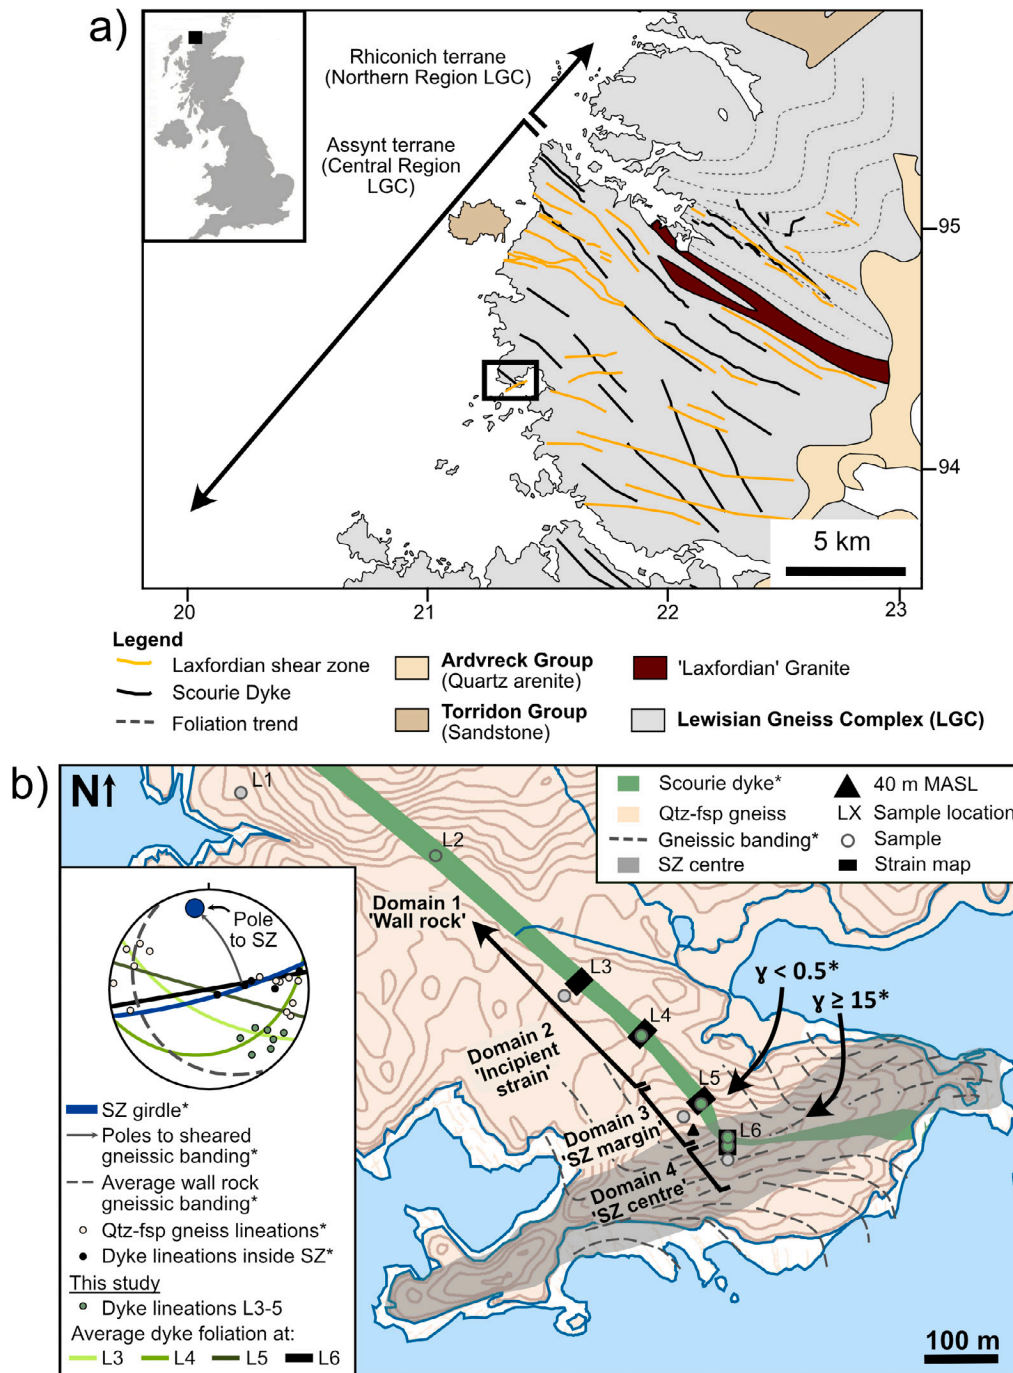 a)
Rhiconich terrane
(Northern Region LGC)
Assynt terrane
(Central Region
LGC)
95
94
5 km
20
21
22
23
Legend
Laxfordian shear zone
Scourie Dyke
Foliation trend
Ardvreck Group
(Quartz arenite)
Torridon Group
(Sandstone)
'Laxfordian' Granite
Lewisian Gneiss Complex (LGC)
b)
N
L1
L2
L3
L4
L5
L6
Domain 1
'Wall rock'
Domain 2
'Incipient
strain'
Domain 3
'SZ margin'
Domain 4
'SZ centre'
ɣ < 0.5*
ɣ ≥ 15*
Scourie dyke*
Qtz-fsp gneiss
Gneissic banding*
SZ centre
40 m MASL
LX Sample location
Sample
Strain map
Pole
to SZ
SZ girdle*
Poles to sheared
gneissic banding*
Average wall rock
gneissic banding*
Qtz-fsp gneiss lineations*
Dyke lineations inside SZ*
This study
Dyke lineations L3-5
Average dyke foliation at:
L3 L4 L5 L6
100 m